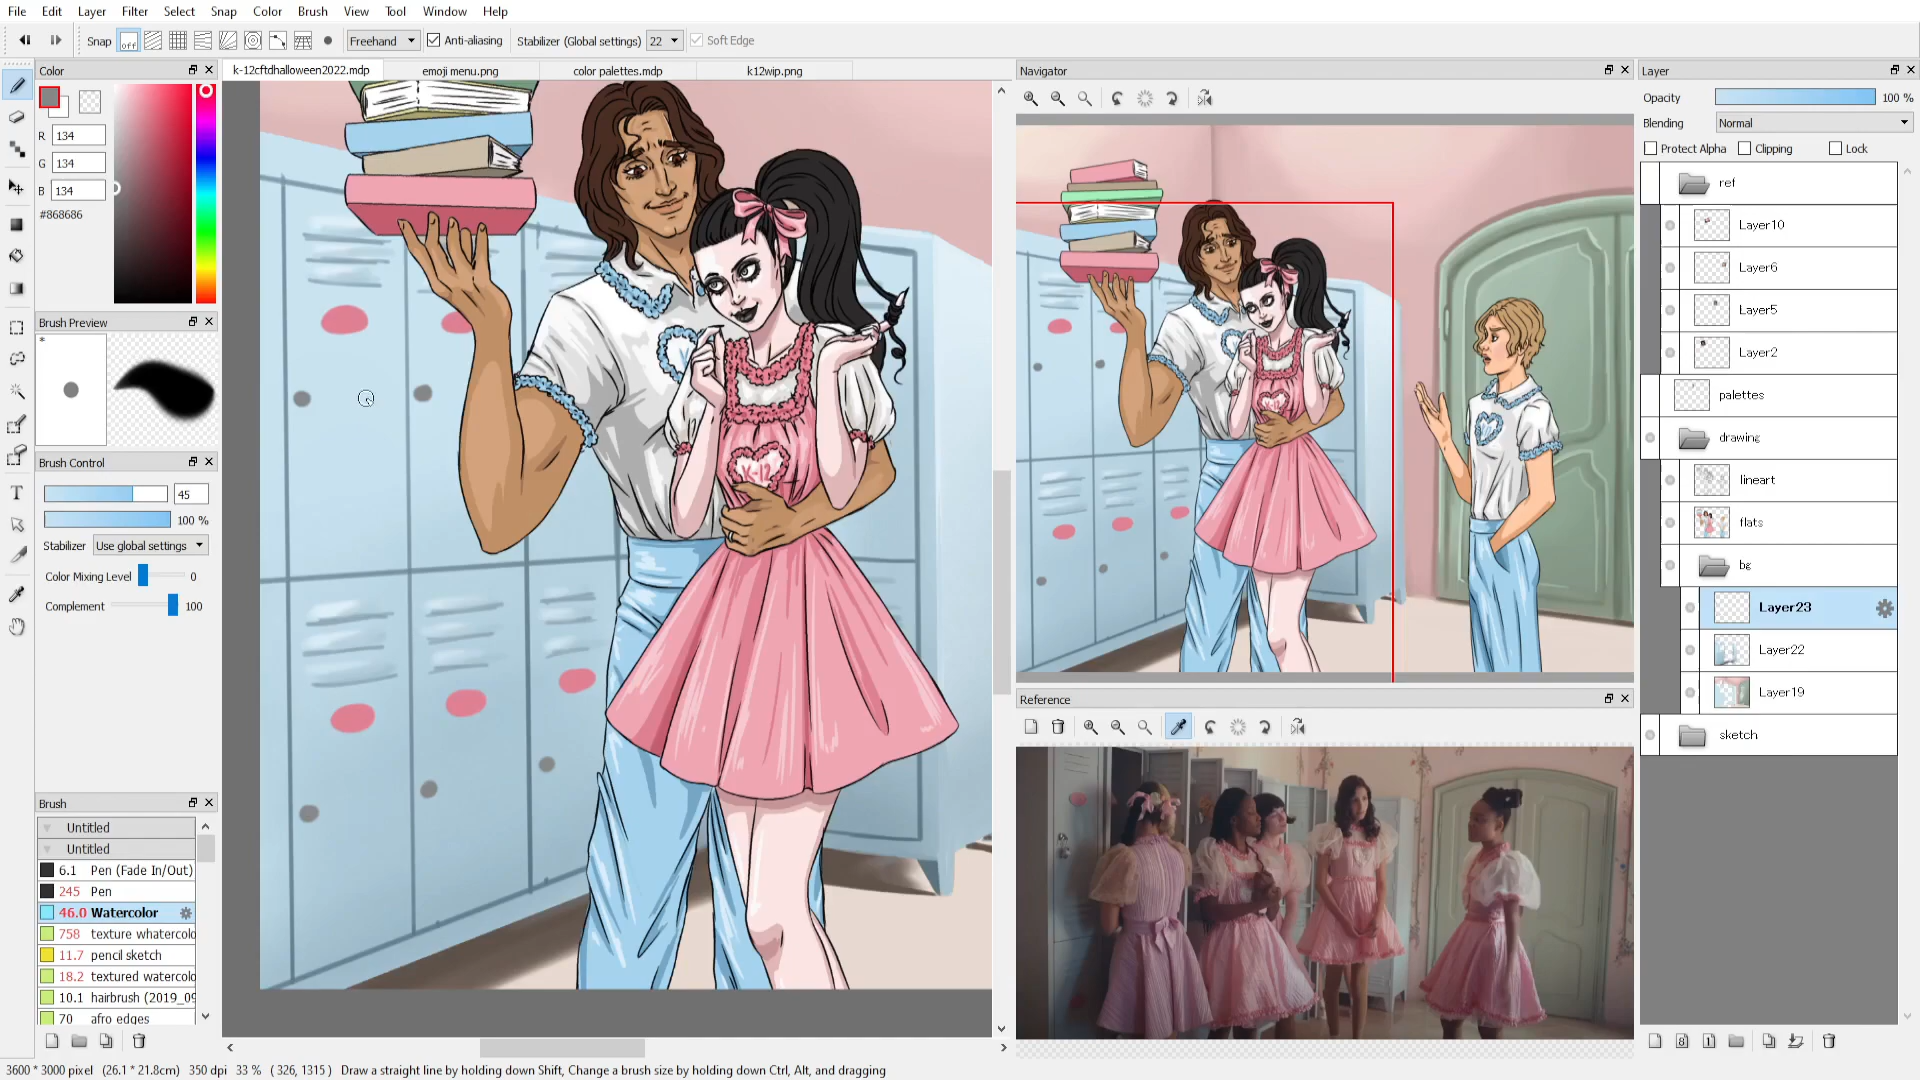 File Edit Layer Filter Select Snap Color Brush View Tool Window Help
Snap off Freehand Anti-aliasing Stabilizer (Global settings) 22 Soft Edge
Color
R 134
G 134
B 134
#868686
Brush Preview
*
Brush Control
45
100 %
Stabilizer Use global settings
Color Mixing Level 0
Complement 100
Brush
Untitled
Untitled
6.1 Pen (Fade In/Out)
245 Pen
46.0 Watercolor
758 texture whatercolo
11.7 pencil sketch
18.2 textured watercolo
10.1 hairbrush (2019_09
70 afro edges
k-12cftdhalloween2022.mdp emoji menu.png color palettes.mdp k12wip.png
K-12
Navigator
Reference
Layer
Opacity 100 %
Blending Normal
Protect Alpha Clipping Lock
ref
Layer10
Layer6
Layer5
Layer2
palettes
drawing
lineart
flats
bg
Layer23
Layer22
Layer19
sketch
8 1
3600 * 3000 pixel (26.1 * 21.8cm) 350 dpi 33 % ( 326, 1315 ) Draw a straight line by holding down Shift, Change a brush size by holding down Ctrl, Alt, and dragging